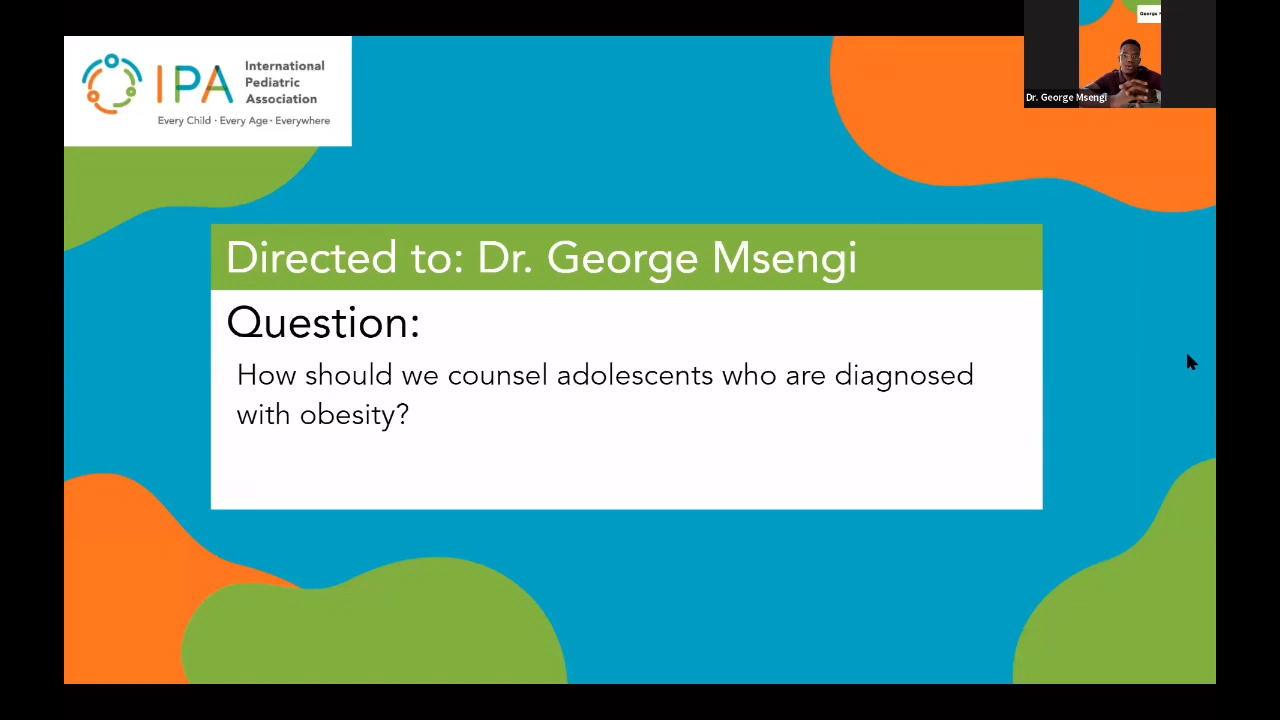 IPA
International
Pediatric
Association
Every Child · Every Age · Everywhere
Dr. George Msengi
Directed to: Dr. George Msengi
Question:
How should we counsel adolescents who are diagnosed
with obesity?